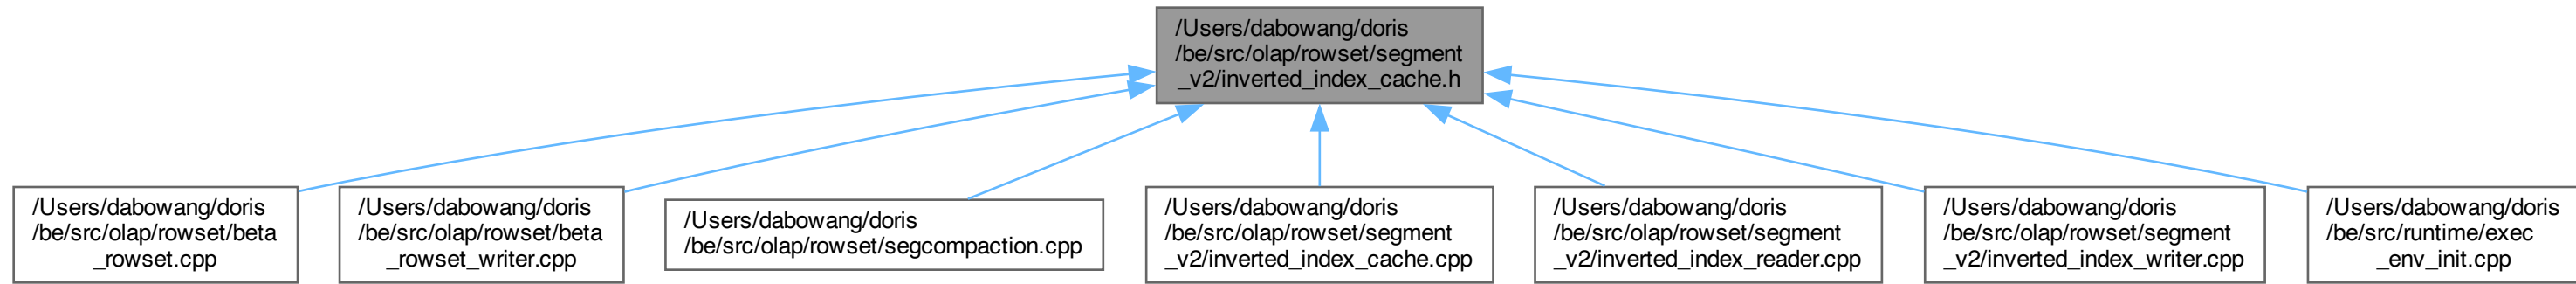 /Users/dabowang/doris
/be/src/olap/rowset/segment
_v2/inverted_index_cache.h
/Users/dabowang/doris
/be/src/olap/rowset/beta
_rowset.cpp
/Users/dabowang/doris
/be/src/olap/rowset/beta
_rowset_writer.cpp
/Users/dabowang/doris
/be/src/olap/rowset/segcompaction.cpp
/Users/dabowang/doris
/be/src/olap/rowset/segment
_v2/inverted_index_cache.cpp
/Users/dabowang/doris
/be/src/olap/rowset/segment
_v2/inverted_index_reader.cpp
/Users/dabowang/doris
/be/src/olap/rowset/segment
_v2/inverted_index_writer.cpp
/Users/dabowang/doris
/be/src/runtime/exec
_env_init.cpp